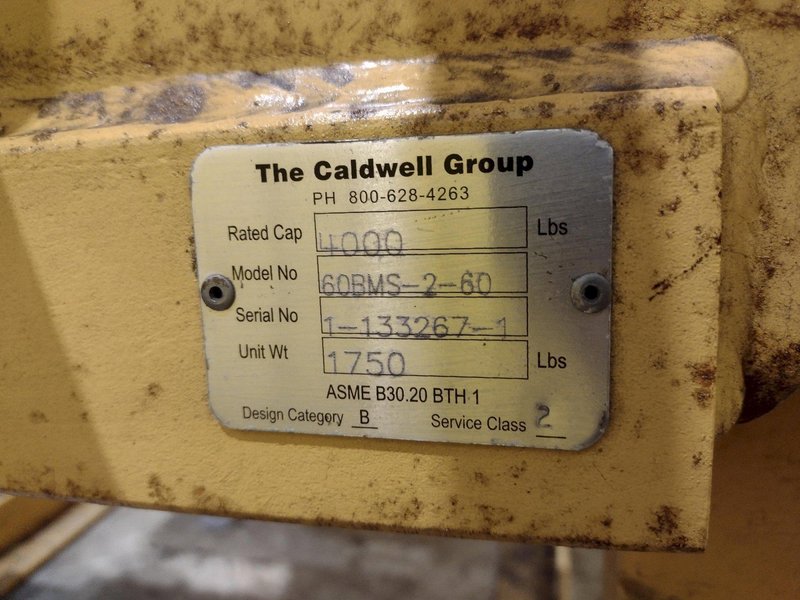 The Caldwell Group
PH 800-628-4263
Rated Cap 4000 Lbs
Model No 60BMS-2-60
Serial No 1-133267-1
Unit Wt 1750 Lbs
ASME B30.20 BTH 1
Design Category B Service Class 2